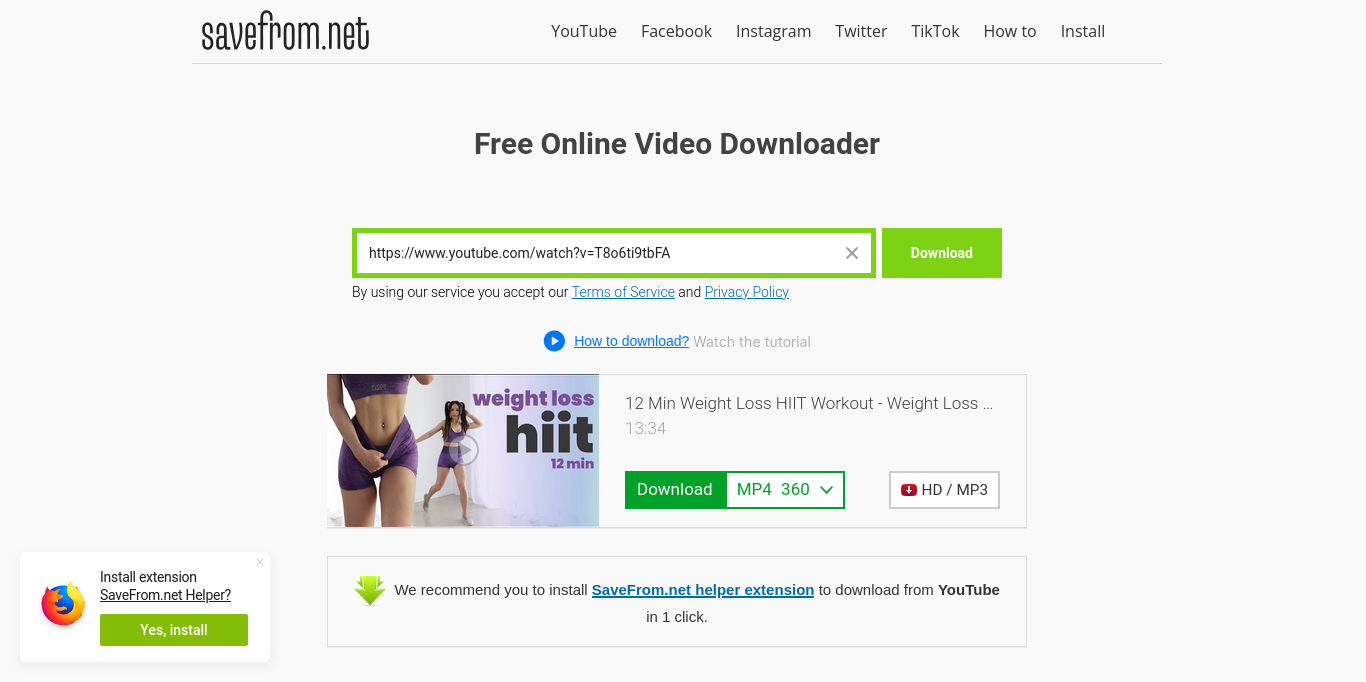 savefrom.net
YouTube Facebook Instagram Twitter TikTok How to Install
Free Online Video Downloader
https://www.youtube.com/watch?v=T8o6ti9tbFA
Download
By using our service you accept our Terms of Service and Privacy Policy
How to download? Watch the tutorial
weight loss
hiit
12 min
12 Min Weight Loss HIIT Workout - Weight Loss ...
13:34
Download MP4 360
HD / MP3
We recommend you to install SaveFrom.net helper extension to download from YouTube
in 1 click.
Install extension
SaveFrom.net Helper?
Yes, install